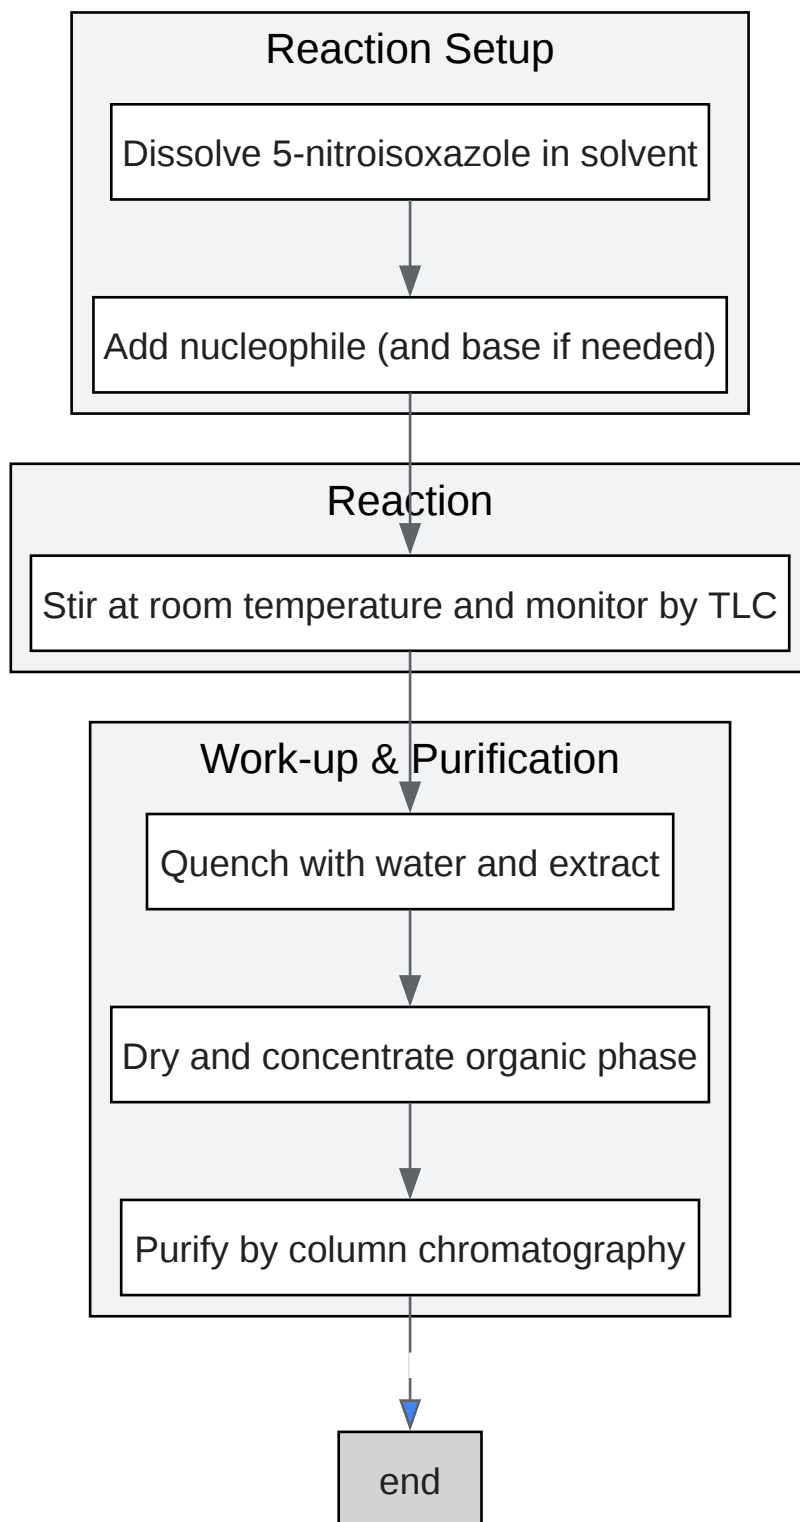 Reaction Setup
Dissolve 5-nitroisoxazole in solvent
Add nucleophile (and base if needed)
Reaction
Stir at room temperature and monitor by TLC
Work-up & Purification
Quench with water and extract
Dry and concentrate organic phase
Purify by column chromatography
end